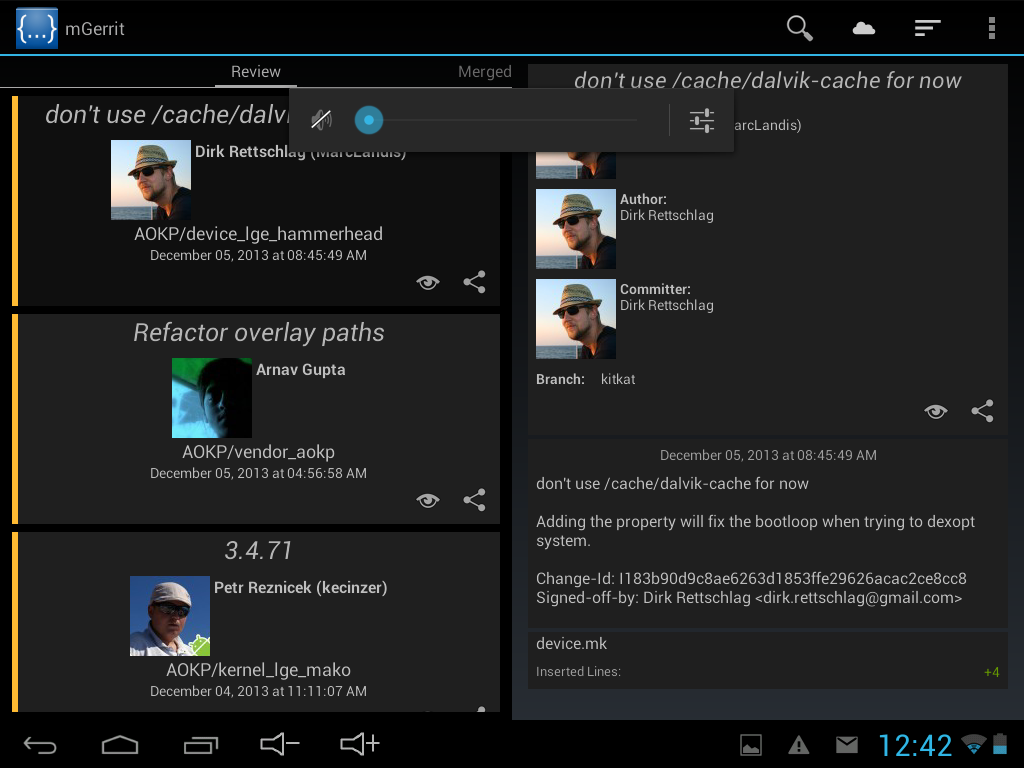 {...}
mGerrit
Review
Merged
don't use /cache/dalvi
Dirk Rettschlag (MarcLandis)
AOKP/device_lge_hammerhead
December 05, 2013 at 08:45:49 AM
Refactor overlay paths
Arnav Gupta
AOKP/vendor_aokp
December 05, 2013 at 04:56:58 AM
3.4.71
Petr Reznicek (kecinzer)
AOKP/kernel_lge_mako
December 04, 2013 at 11:11:07 AM
don't use /cache/dalvik-cache for now
arcLandis)
Author:
Dirk Rettschlag
Committer:
Dirk Rettschlag
Branch: kitkat
December 05, 2013 at 08:45:49 AM
don't use /cache/dalvik-cache for now
Adding the property will fix the bootloop when trying to dexopt
system.
Change-Id: I183b90d9c8ae6263d1853ffe29626acac2ce8cc8
Signed-off-by: Dirk Rettschlag <dirk.rettschlag@gmail.com>
device.mk
Inserted Lines: +4
12:42